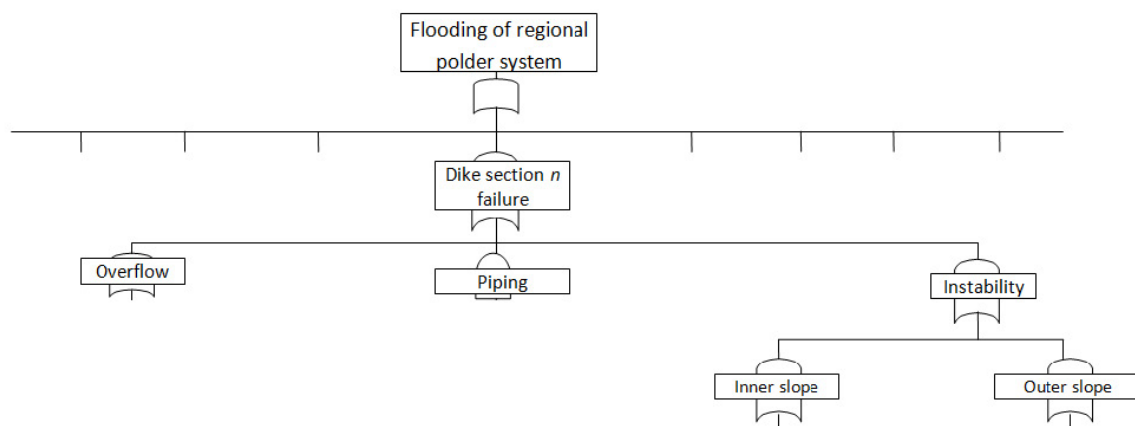 Flooding of regional
polder system
Dike section n
failure
Overflow
Piping
Instability
Inner slope
Outer slope